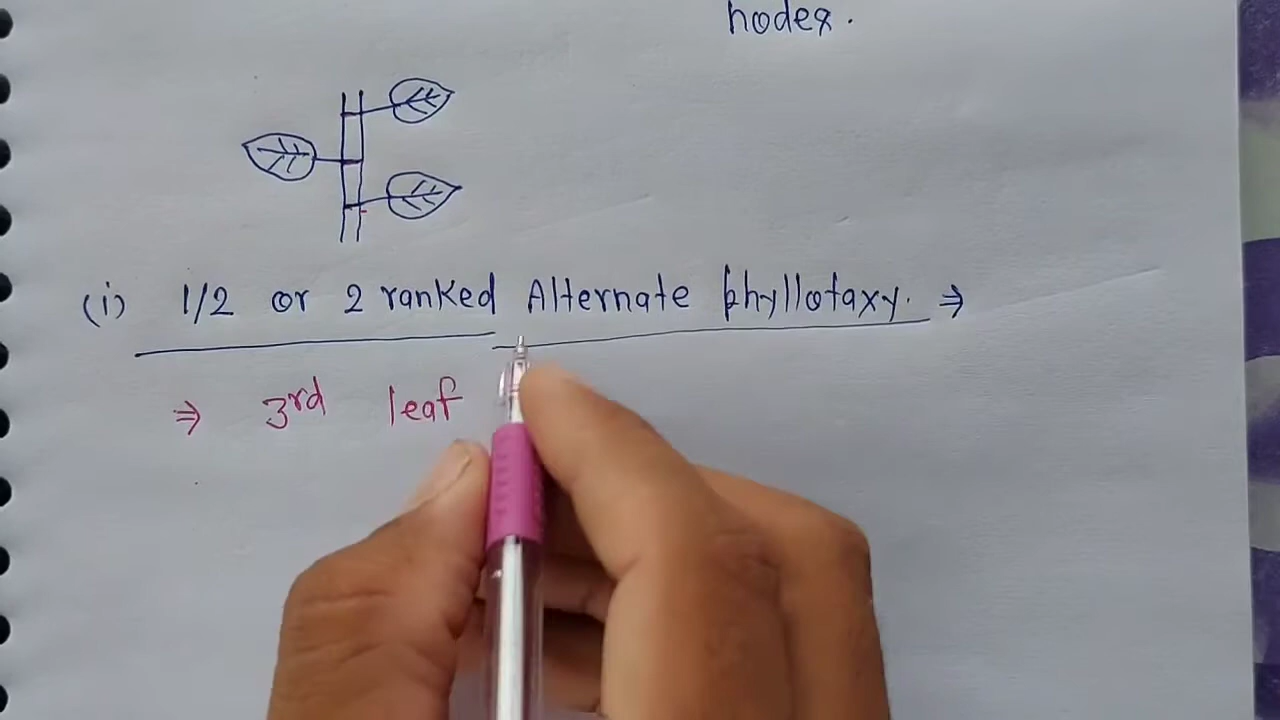 nodes.
(i) 1/2 or 2 ranked Alternate phyllotaxy. ⇒
⇒ 3rd leaf